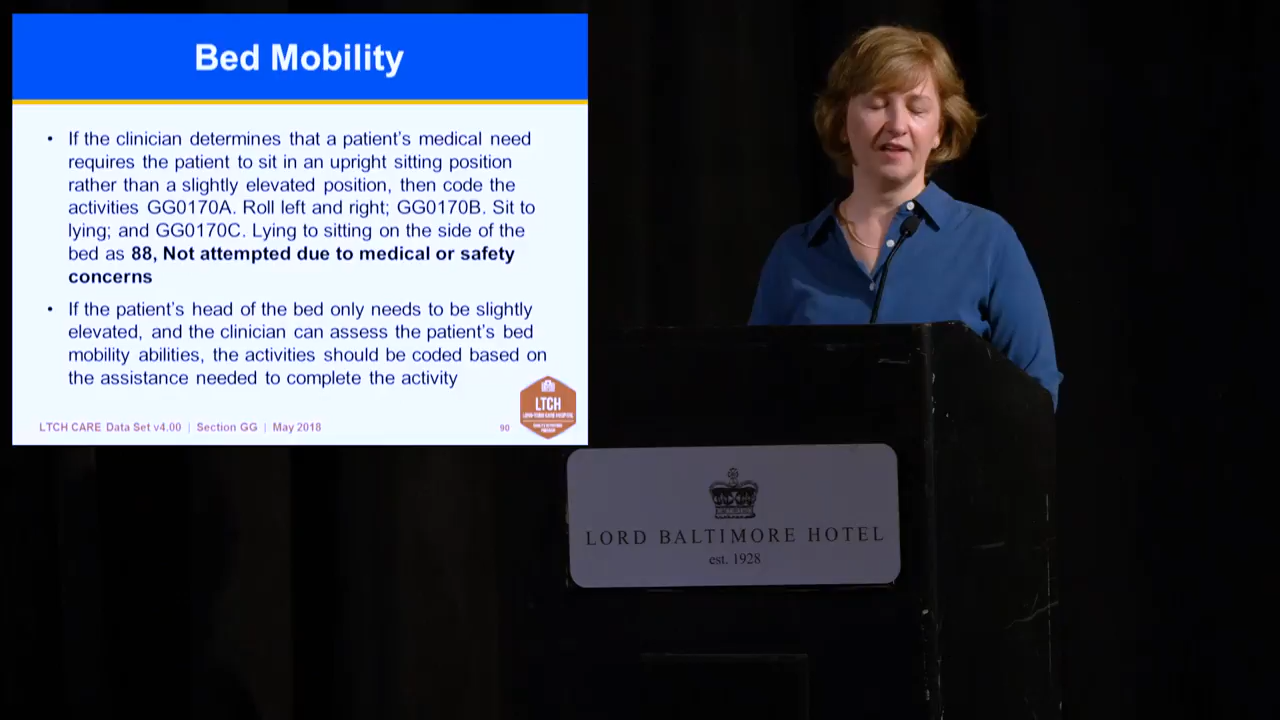 Bed Mobility
• If the clinician determines that a patient's medical need
requires the patient to sit in an upright sitting position
rather than a slightly elevated position, then code the
activities GG0170A. Roll left and right; GG0170B. Sit to
lying; and GG0170C. Lying to sitting on the side of the
bed as 88, Not attempted due to medical or safety
concerns
• If the patient's head of the bed only needs to be slightly
elevated, and the clinician can assess the patient's bed
mobility abilities, the activities should be coded based on
the assistance needed to complete the activity
LTCH
LONG-TERM CARE HOSPITAL
LTCH CARE Data Set v4.00 | Section GG | May 2018
90
LORD BALTIMORE HOTEL
est. 1928